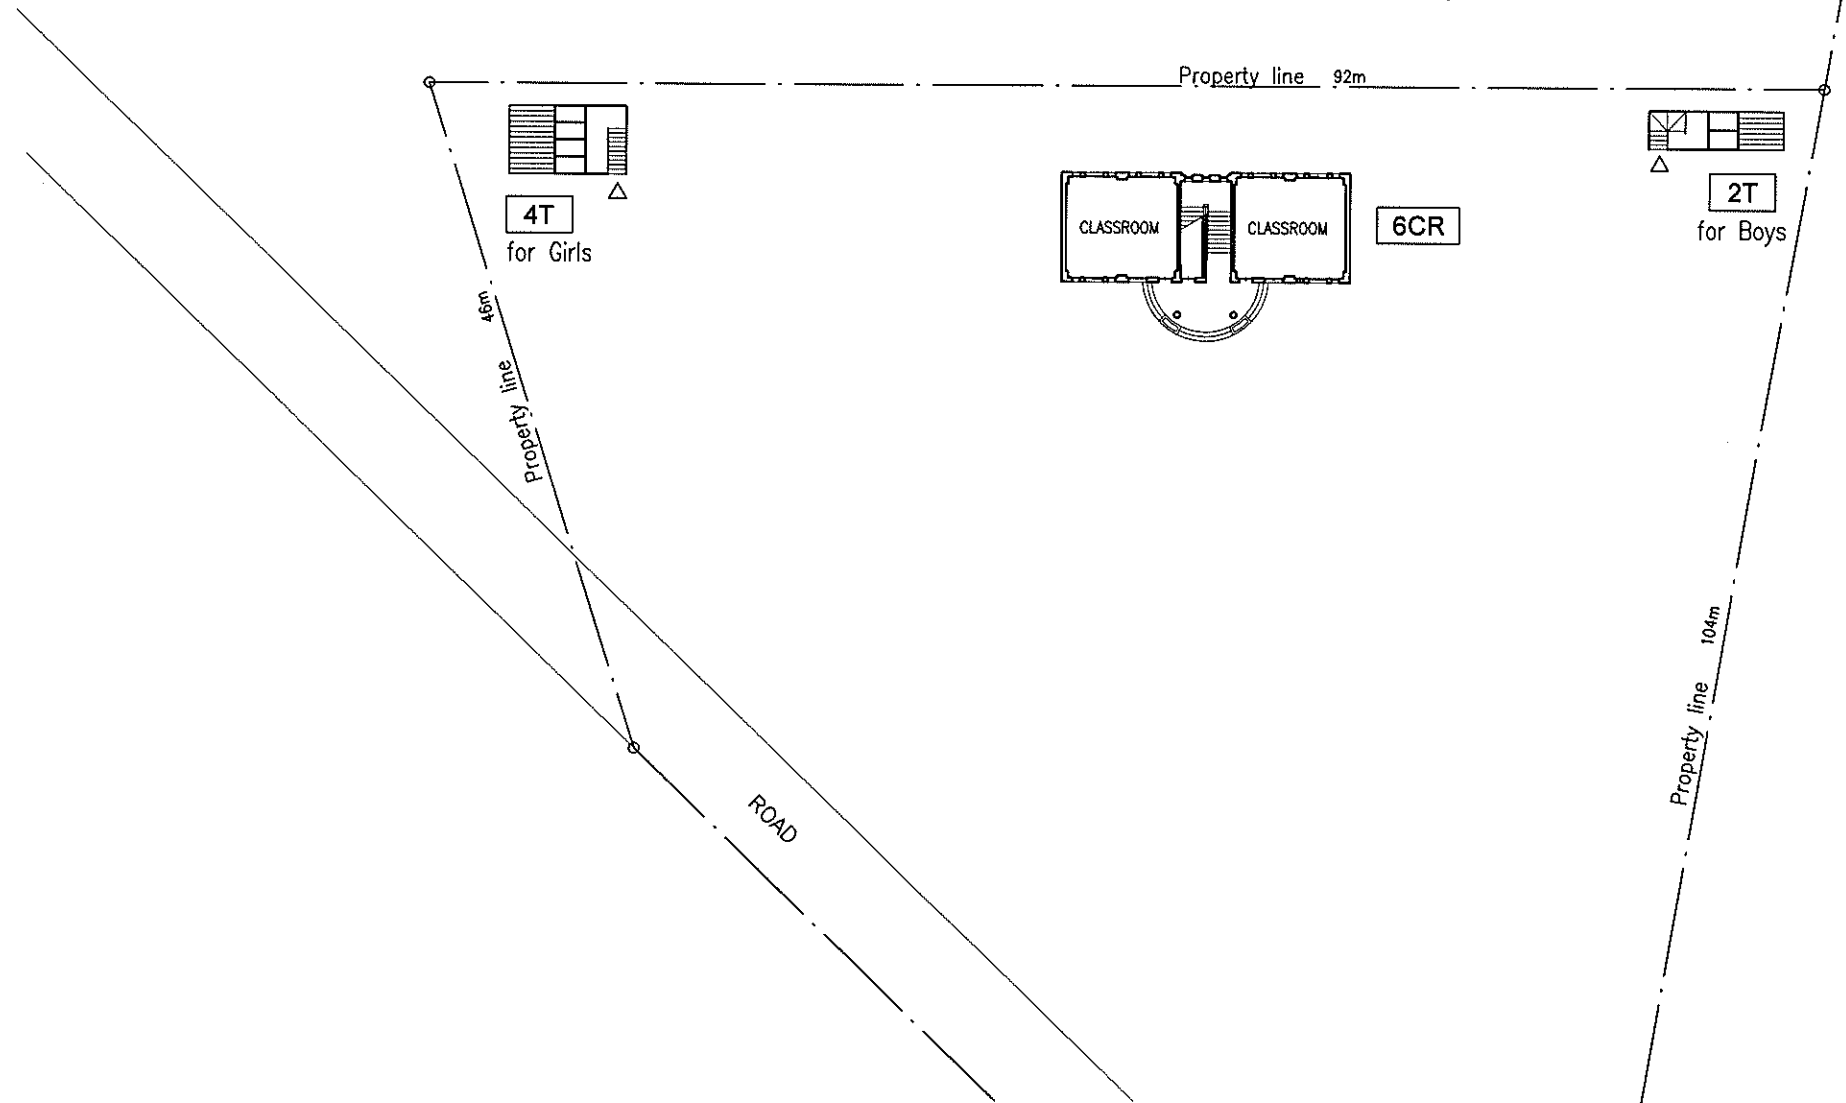 Property line 92m
4T
for Girls
CLASSROOM
CLASSROOM
6CR
2T
for Boys
Property line 46m
Property line 104m
ROAD